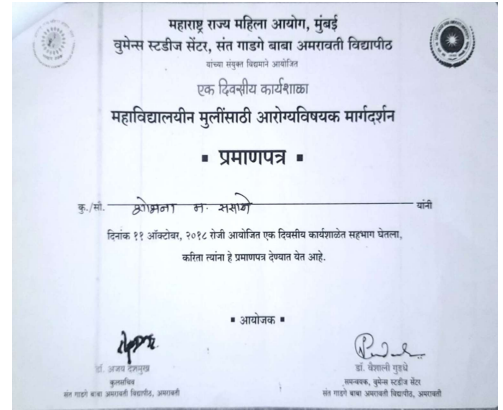 महाराष्ट्र राज्य महिला आयोग, मुंबई
वुमेन्स स्टडीज सेंटर, संत गाडगे बाबा अमरावती विद्यापीठ
यांच्या संयुक्त विद्यमाने आयोजित
एक दिवसीय कार्यशाळा
महाविद्यालयीन मुलींसाठी आरोग्यविषयक मार्गदर्शन
▪ प्रमाणपत्र ▪
कु./सौ. शोभना म. ससाने यांनी
दिनांक ११ ऑक्टोबर, २०१८ रोजी आयोजित एक दिवसीय कार्यशाळेत सहभाग घेतला,
करिता त्यांना हे प्रमाणपत्र देण्यात येत आहे.
▪ आयोजक ▪
डॉ. अजय देशमुख
कुलसचिव
संत गाडगे बाबा अमरावती विद्यापीठ, अमरावती
डॉ. वैशाली गुडधे
समन्वयक, वुमेन्स स्टडीज सेंटर
संत गाडगे बाबा अमरावती विद्यापीठ, अमरावती